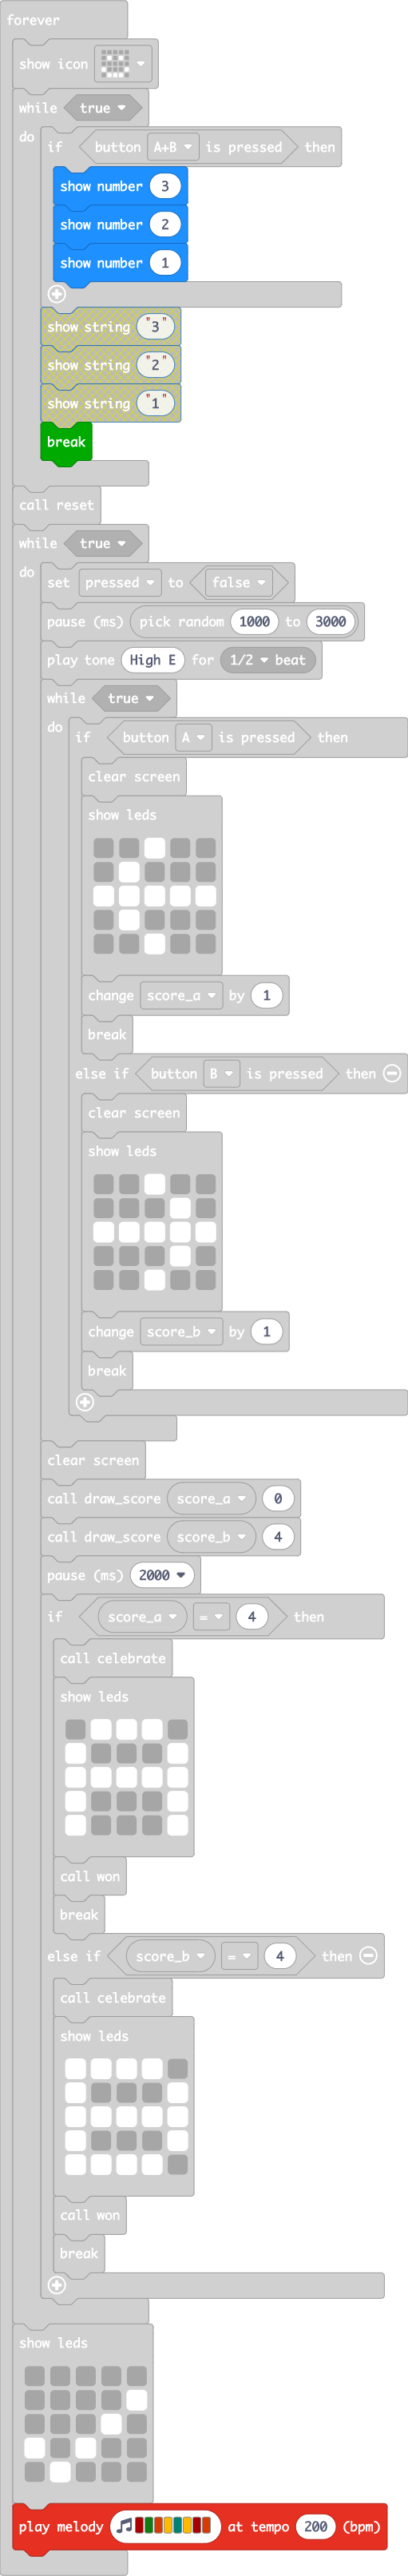 forever
show icon
while true
do
if button A+B is pressed then
show number 3
show number 2
show number 1
show string "3"
show string "2"
show string "1"
break
call reset
while true
do
set pressed to false
pause (ms) pick random 1000 to 3000
play tone High E for 1/2 beat
while true
do
if button A is pressed then
clear screen
show leds
change score_a by 1
break
else if button B is pressed then
clear screen
show leds
change score_b by 1
break
clear screen
call draw_score score_a 0
call draw_score score_b 4
pause (ms) 2000
if score_a = 4 then
call celebrate
show leds
call won
break
else if score_b = 4 then
call celebrate
show leds
call won
break
show leds
play melody at tempo 200 (bpm)